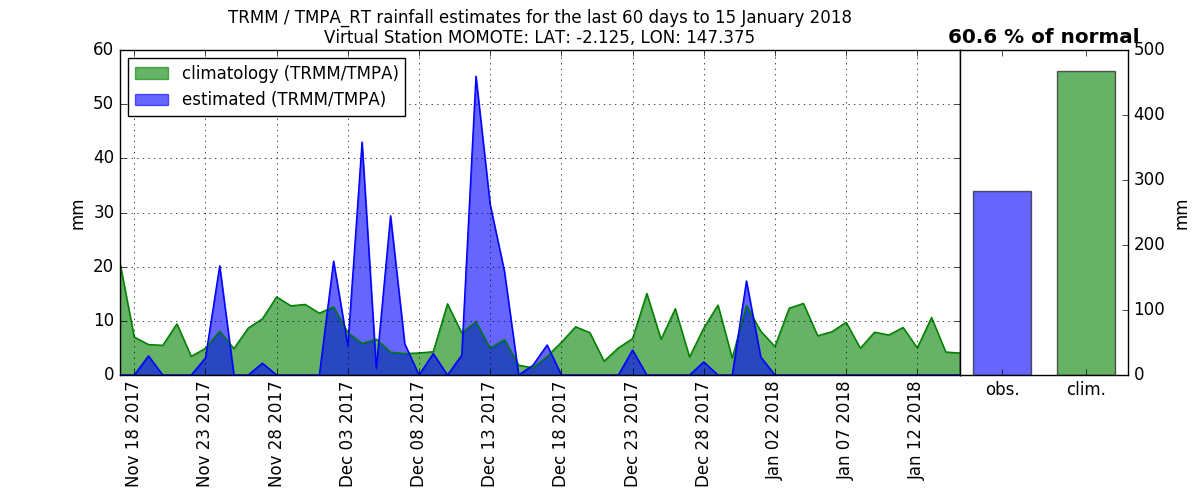 TRMM / TMPA_RT rainfall estimates for the last 60 days to 15 January 2018
Virtual Station MOMOTE: LAT: -2.125, LON: 147.375
60.6 % of normal
climatology (TRMM/TMPA)
estimated (TRMM/TMPA)
60
50
40
30
20
10
0
mm
Nov 18 2017
Nov 23 2017
Nov 28 2017
Dec 03 2017
Dec 08 2017
Dec 13 2017
Dec 18 2017
Dec 23 2017
Dec 28 2017
Jan 02 2018
Jan 07 2018
Jan 12 2018
obs.
clim.
500
400
300
200
100
0
mm